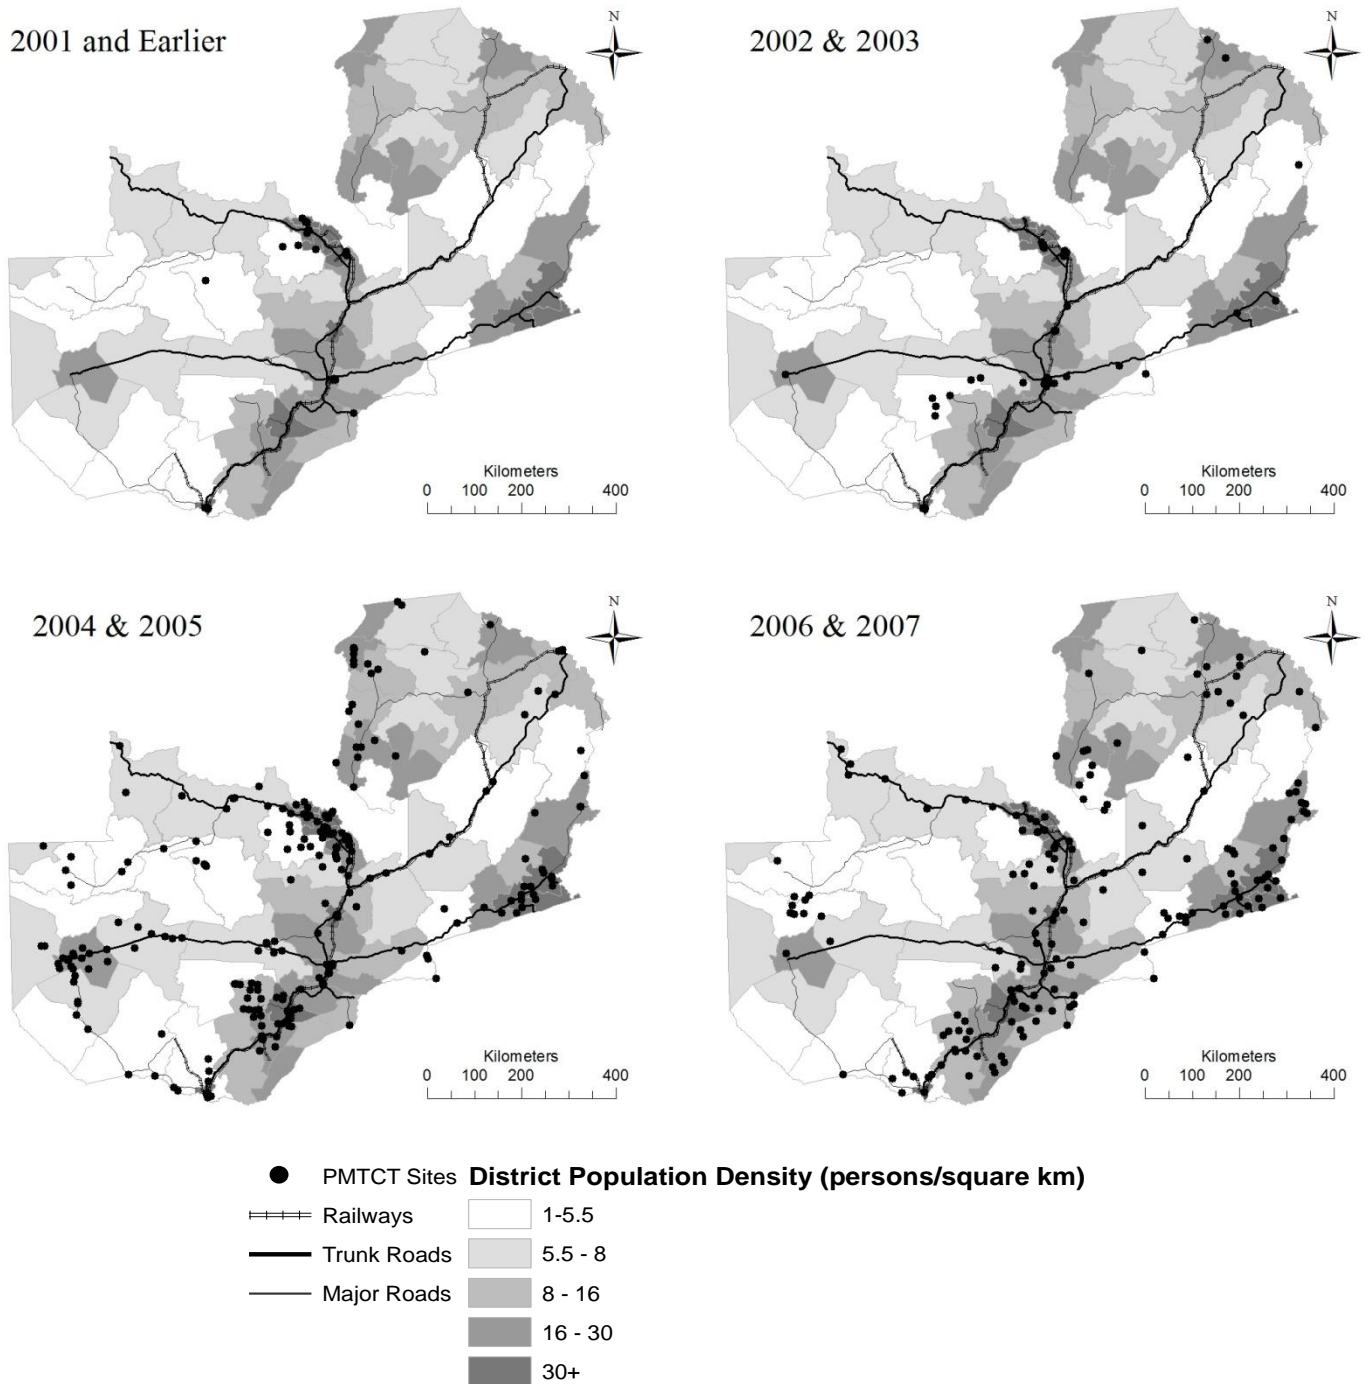 2001 and Earlier
N
Kilometers
0 100 200 400
2002 & 2003
N
Kilometers
0 100 200 400
2004 & 2005
N
Kilometers
0 100 200 400
2006 & 2007
N
Kilometers
0 100 200 400
PMTCT Sites
Railways
Trunk Roads
Major Roads
District Population Density (persons/square km)
1-5.5
5.5 - 8
8 - 16
16 - 30
30+